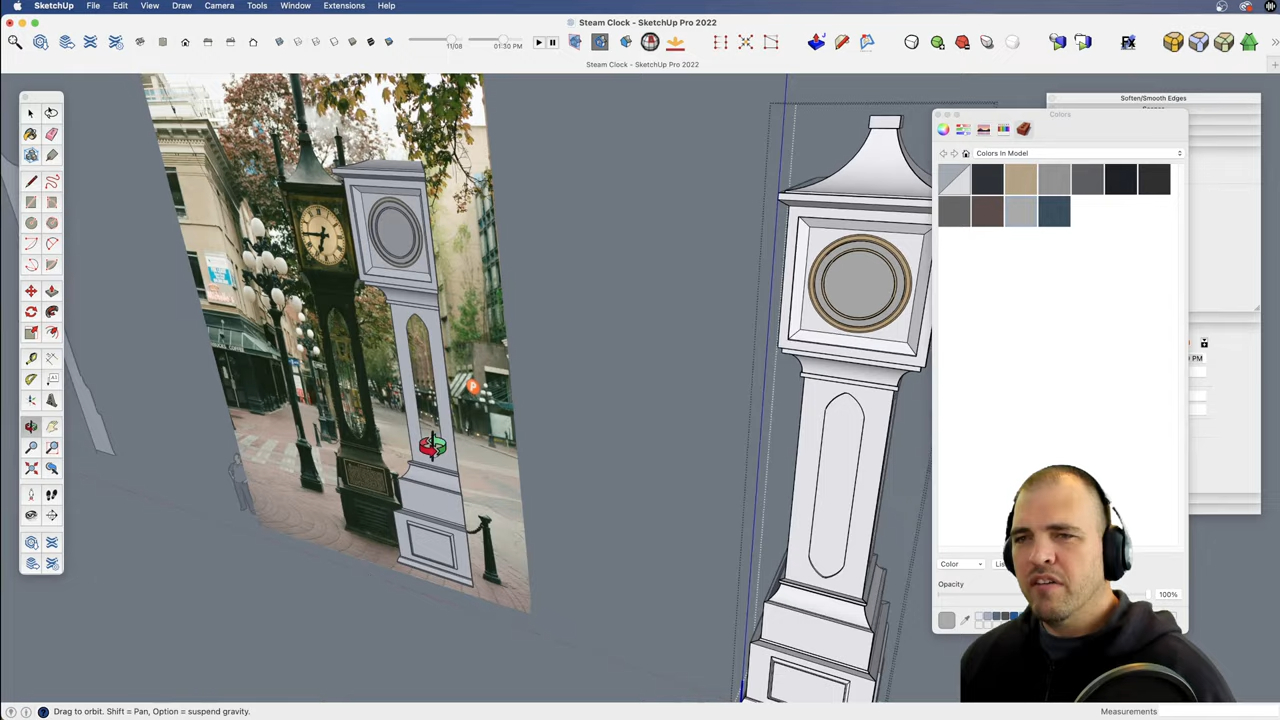 SketchUp File Edit View Draw Camera Tools Window Extensions Help
Steam Clock - SketchUp Pro 2022
11/08 01:30 PM
Steam Clock - SketchUp Pro 2022
Soften/Smooth Edges
Colors
Colors In Model
PM
P
Color
Opacity
100%
Drag to orbit. Shift = Pan, Option = suspend gravity.
Measurements